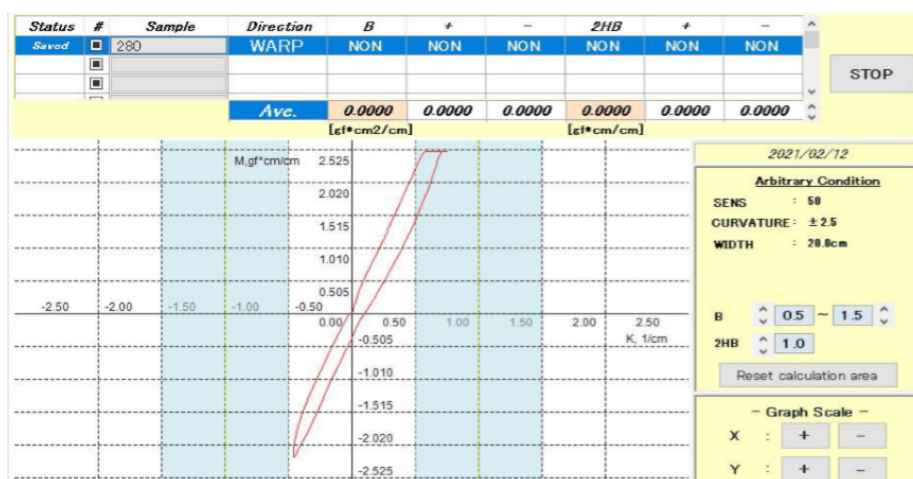 Status # Sample Direction B + - 2HB + -
Saved 280 WARP NON NON NON NON NON NON
STOP
Ave. 0.0000 0.0000 0.0000 0.0000 0.0000 0.0000
[gf*cm2/cm] [gf*cm/cm]
M,gf*cm/cm 2.525
2.020
1.515
1.010
0.505
-2.50 -2.00 -1.50 -1.00 -0.50
0.00 0.50 1.00 1.50 2.00 2.50
K, 1/cm
-0.505
-1.010
-1.515
-2.020
-2.525
2021/02/12
Arbitrary Condition
SENS : 50
CURVATURE : ±2.5
WIDTH : 20.0cm
B 0.5 ~ 1.5
2HB 1.0
Reset calculation area
- Graph Scale -
X : + -
Y : + -